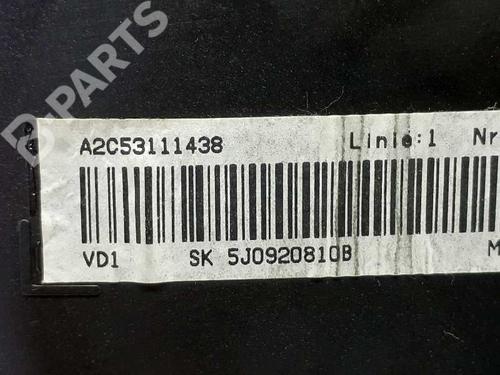 B-PARTS
A2C53111438 Linie:1 Nr
VD1 SK 5J0920810B M